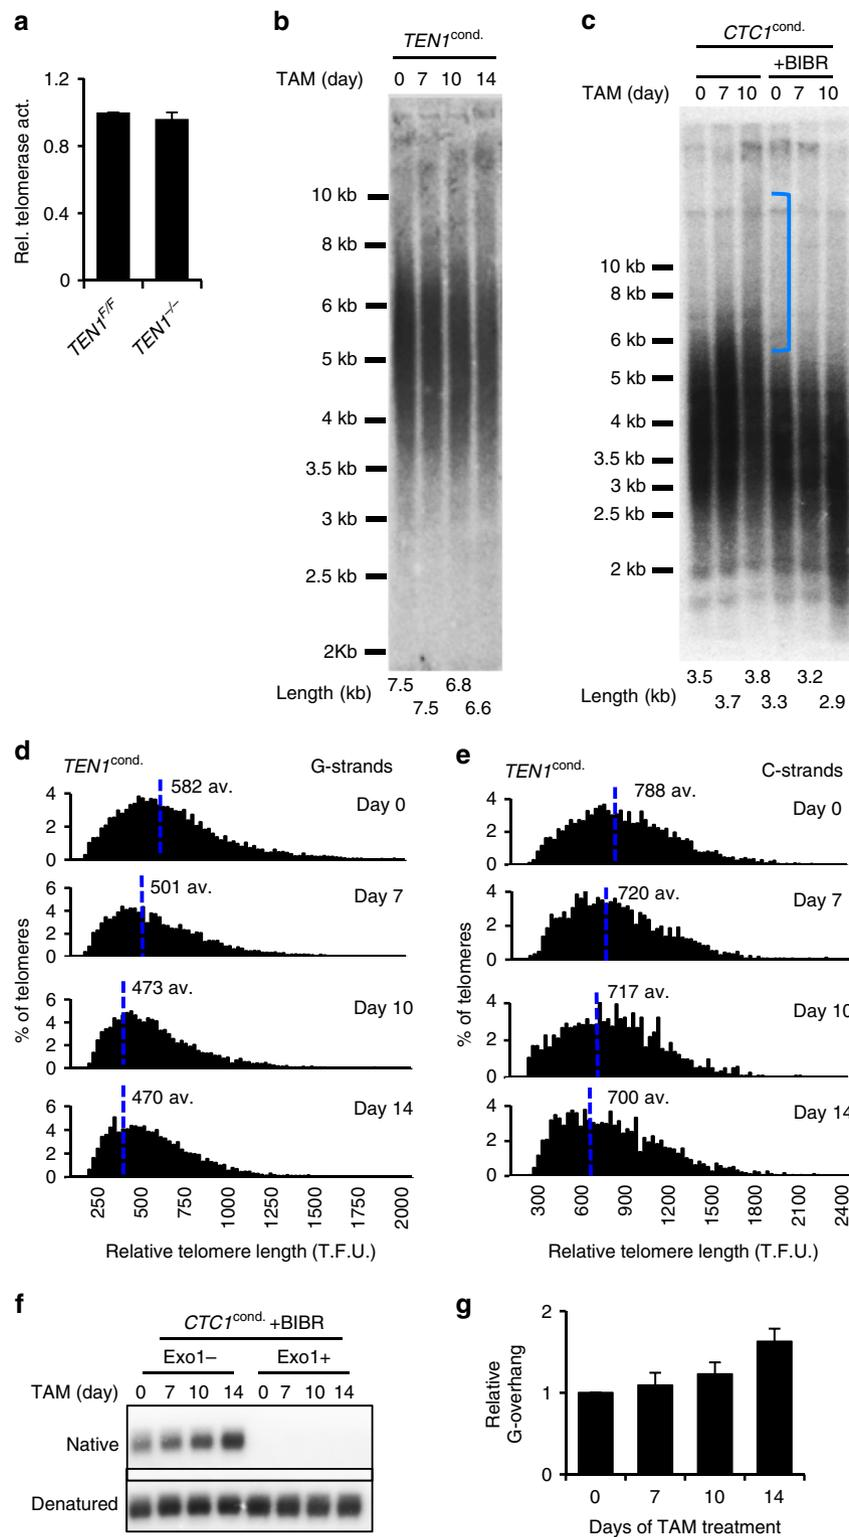 a
1.2
0.8
0.4
0
Rel. telomerase act.
TEN1F/F
TEN1–/–
b
TEN1cond.
TAM (day) 0 7 10 14
10 kb
8 kb
6 kb
5 kb
4 kb
3.5 kb
3 kb
2.5 kb
2Kb
Length (kb)
7.5 6.8
7.5 6.6
c
CTC1cond.
+BIBR
TAM (day) 0 7 10 0 7 10
10 kb
8 kb
6 kb
5 kb
4 kb
3.5 kb
3 kb
2.5 kb
2 kb
Length (kb)
3.5 3.8 3.2
3.7 3.3 2.9
d
TEN1cond. G-strands
% of telomeres
582 av.
Day 0
4
2
0
501 av.
Day 7
6
4
2
0
473 av.
Day 10
6
4
2
0
470 av.
Day 14
6
4
2
0
250 500 750 1000 1250 1500 1750 2000
Relative telomere length (T.F.U.)
e
TEN1cond. C-strands
% of telomeres
788 av.
Day 0
4
2
0
720 av.
Day 7
4
2
0
717 av.
Day 10
4
2
0
700 av.
Day 14
4
2
0
300 600 900 1200 1500 1800 2100 2400
Relative telomere length (T.F.U.)
f
CTC1cond. +BIBR
Exo1– Exo1+
TAM (day) 0 7 10 14 0 7 10 14
Native
Denatured
g
Relative
G-overhang
2
1
0
0 7 10 14
Days of TAM treatment